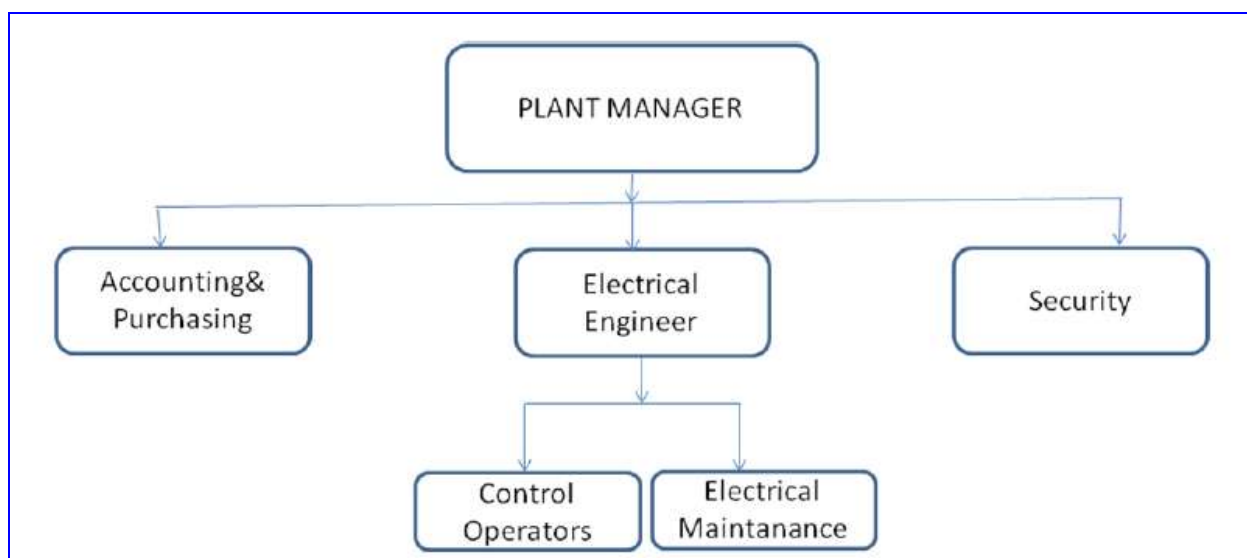 PLANT MANAGER
Accounting&
Purchasing
Electrical
Engineer
Security
Control
Operators
Electrical
Maintanance